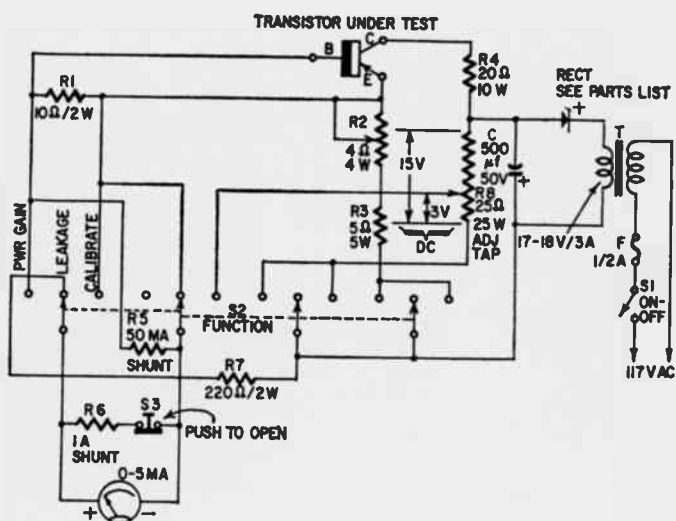 TRANSISTOR UNDER TEST
B
C
E
R1
10Ω/2W
R2
4Ω
4W
R3
5Ω
5W
15V
3V
DC
R4
20Ω
10W
C
500
μf
50V
+
R8
25Ω
25W
ADJ
TAP
RECT
SEE PARTS LIST
+
T
17-18V/3A
F
1/2A
S1
ON-
OFF
117VAC
PWR GAIN
LEAKAGE
CALIBRATE
S2
FUNCTION
R5
50 MA
SHUNT
R7
220Ω/2W
R6
1A
SHUNT
S3
PUSH TO OPEN
0-5MA
+
-